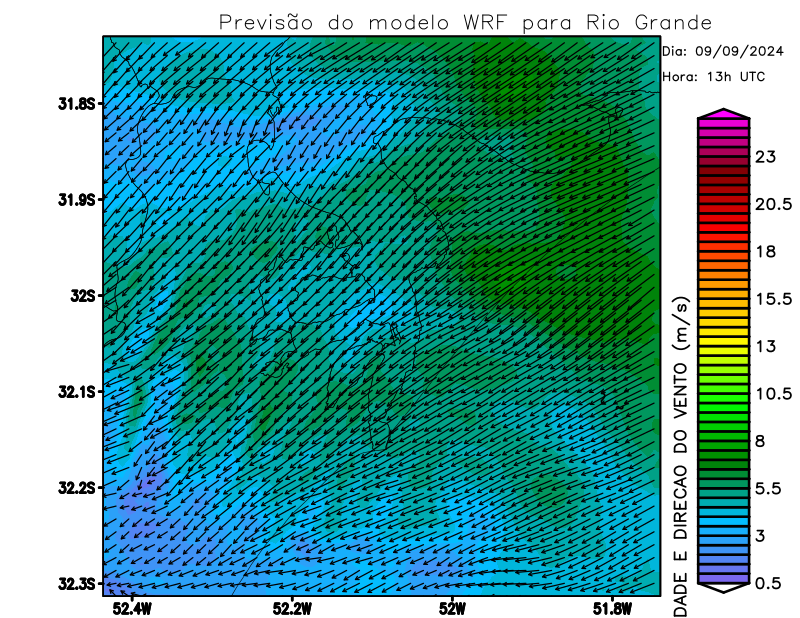 Previsão do modelo WRF para Rio Grande
Dia: 09/09/2024
Hora: 13h UTC
31.8S
31.9S
32S
32.1S
32.2S
32.3S
52.4W
52.2W
52W
51.8W
23
20.5
18
15.5
13
10.5
8
5.5
3
0.5
DADE E DIRECAO DO VENTO (m/s)